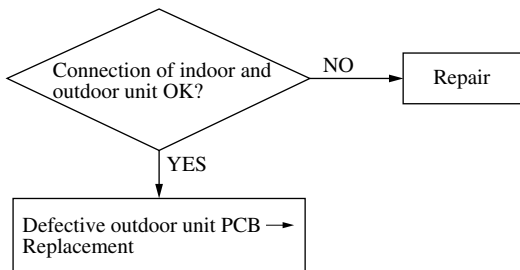 Connection of indoor and
outdoor unit OK?
NO
Repair
YES
Defective outdoor unit PCB →
Replacement